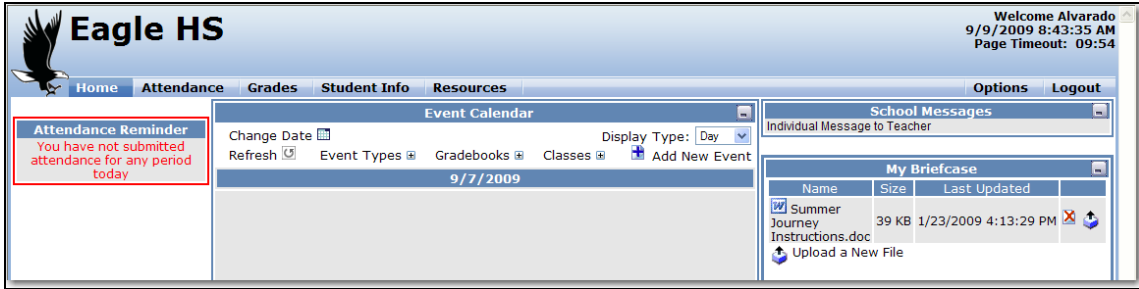 Eagle HS
Welcome Alvarado
9/9/2009 8:43:35 AM
Page Timeout: 09:54
Home Attendance Grades Student Info Resources Options Logout
Attendance Reminder
You have not submitted
attendance for any period
today
Event Calendar
Change Date Display Type: Day
Refresh Event Types Gradebooks Classes Add New Event
9/7/2009
School Messages
Individual Message to Teacher
My Briefcase
Name Size Last Updated
Summer
Journey
Instructions.doc
39 KB 1/23/2009 4:13:29 PM
Upload a New File